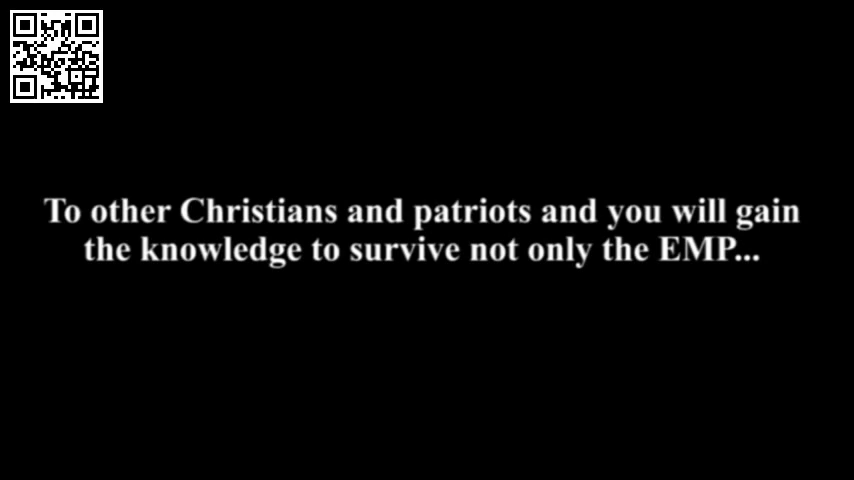 To other Christians and patriots and you will gain
the knowledge to survive not only the EMP...